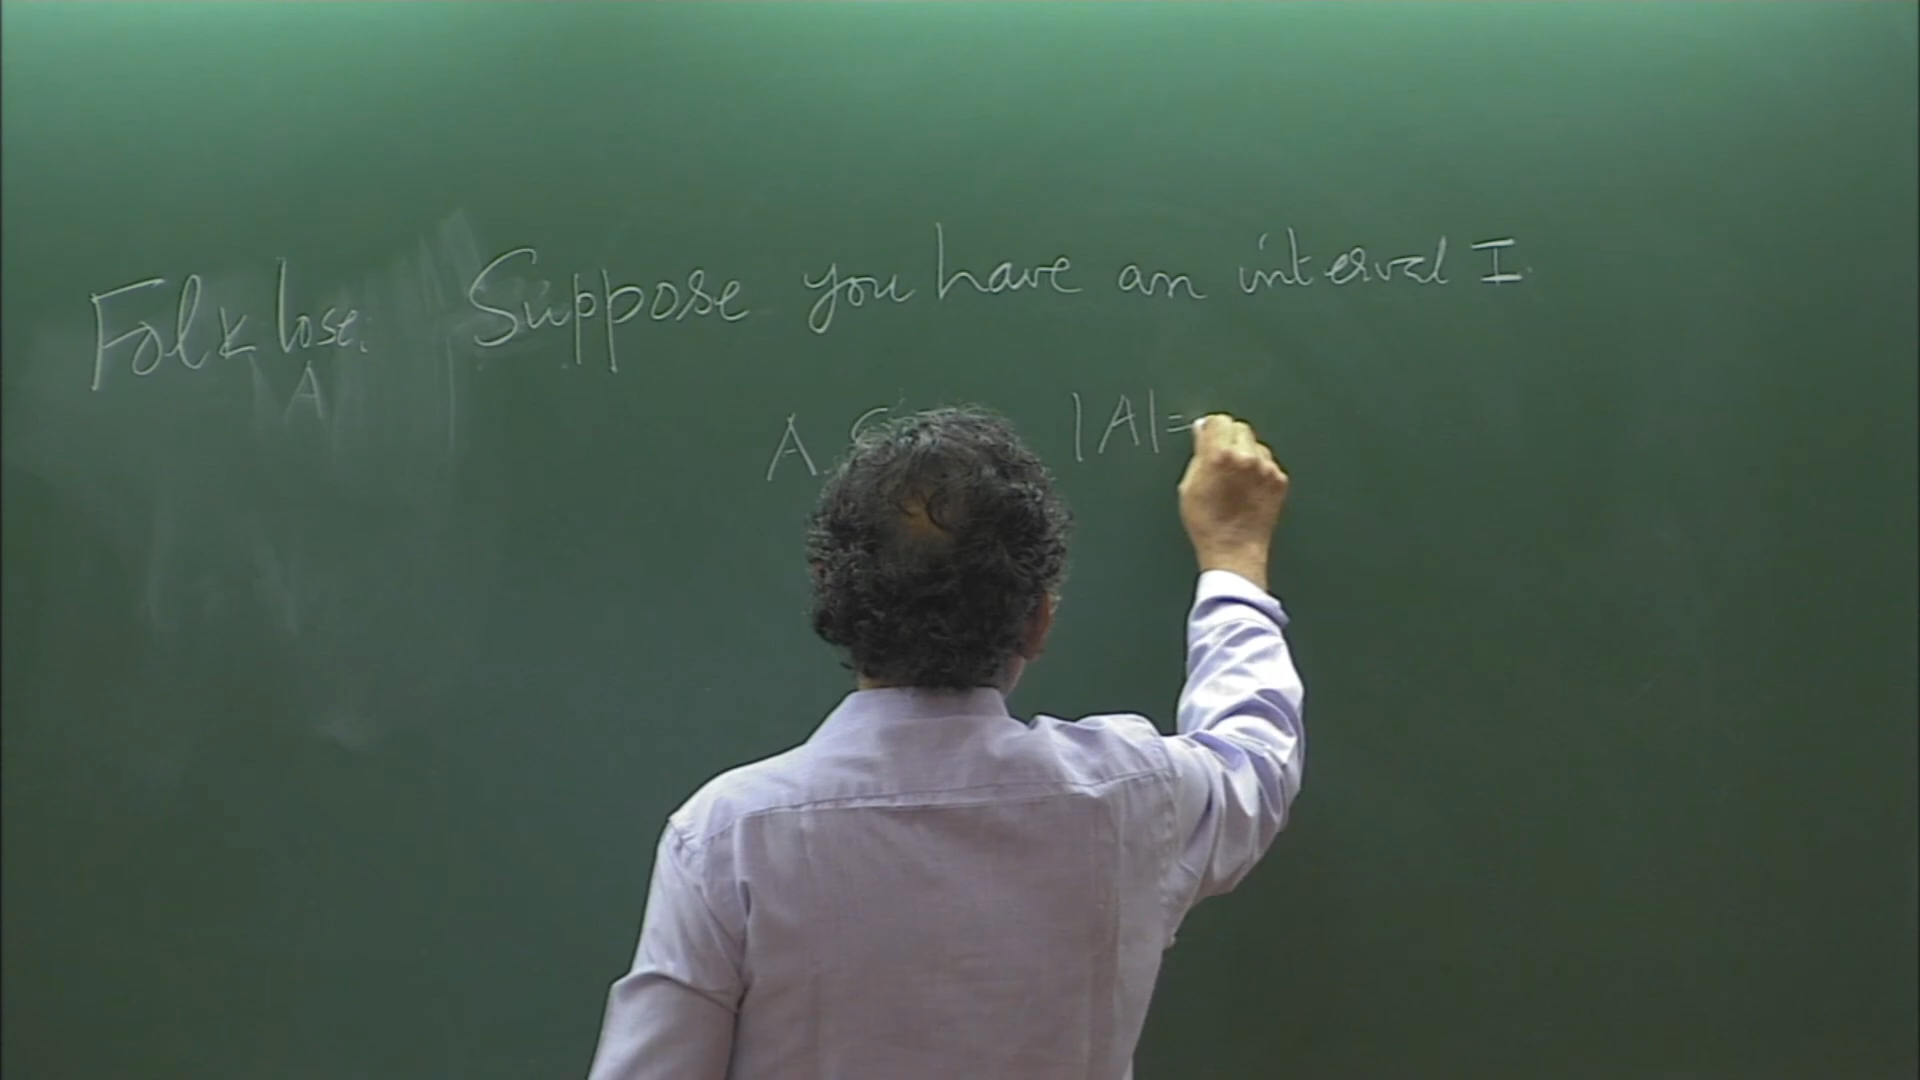 Folklore. Suppose you have an interval I.
A A |A|=